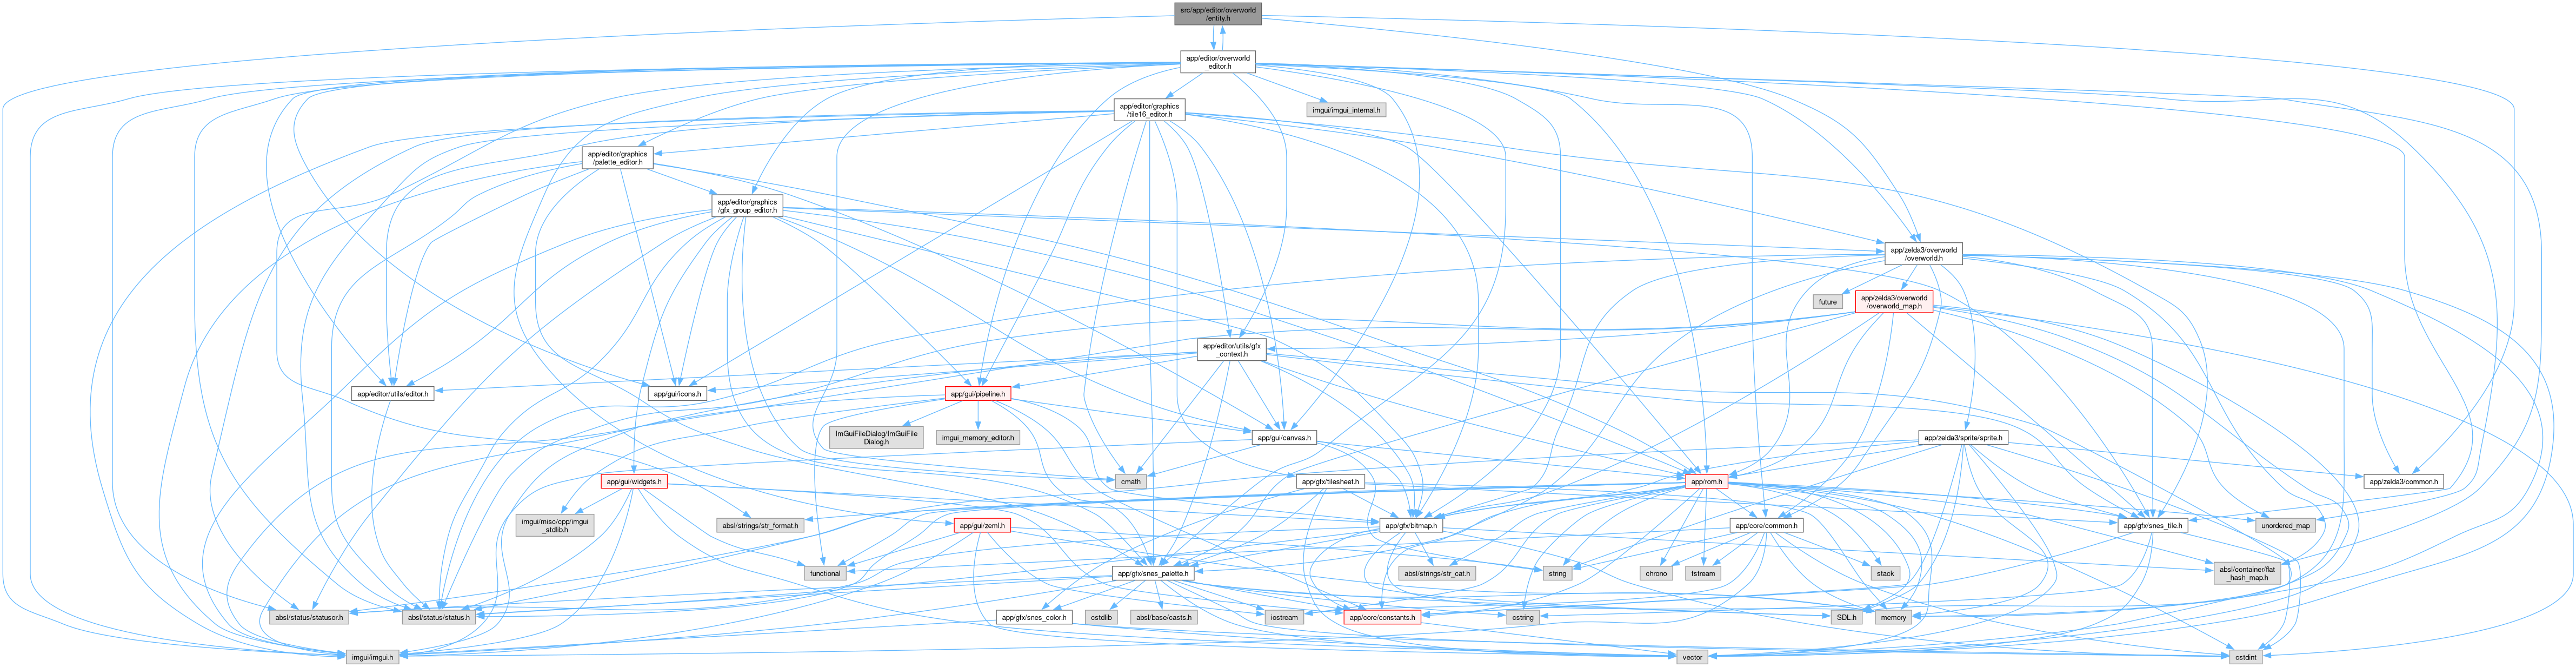 src/app/editor/overworld
/entity.h
app/editor/overworld
_editor.h
imgui/imgui_internal.h
app/editor/graphics
/tile16_editor.h
app/editor/graphics
/palette_editor.h
app/editor/graphics
/gfx_group_editor.h
app/zelda3/overworld
/overworld.h
future
app/zelda3/overworld
/overworld_map.h
app/editor/utils/gfx
_context.h
app/editor/utils/editor.h
app/gui/icons.h
app/gui/pipeline.h
ImGuiFileDialog/ImGuiFile
Dialog.h
imgui_memory_editor.h
app/gui/canvas.h
app/zelda3/sprite/sprite.h
app/gui/widgets.h
cmath
app/gfx/tilesheet.h
app/rom.h
app/zelda3/common.h
imgui/misc/cpp/imgui
_stdlib.h
absl/strings/str_format.h
app/gui/zeml.h
app/gfx/bitmap.h
app/core/common.h
app/gfx/snes_tile.h
unordered_map
functional
app/gfx/snes_palette.h
absl/strings/str_cat.h
string
chrono
fstream
stack
absl/container/flat
_hash_map.h
absl/status/statusor.h
absl/status/status.h
app/gfx/snes_color.h
cstdlib
absl/base/casts.h
iostream
app/core/constants.h
cstring
SDL.h
memory
imgui/imgui.h
vector
cstdint